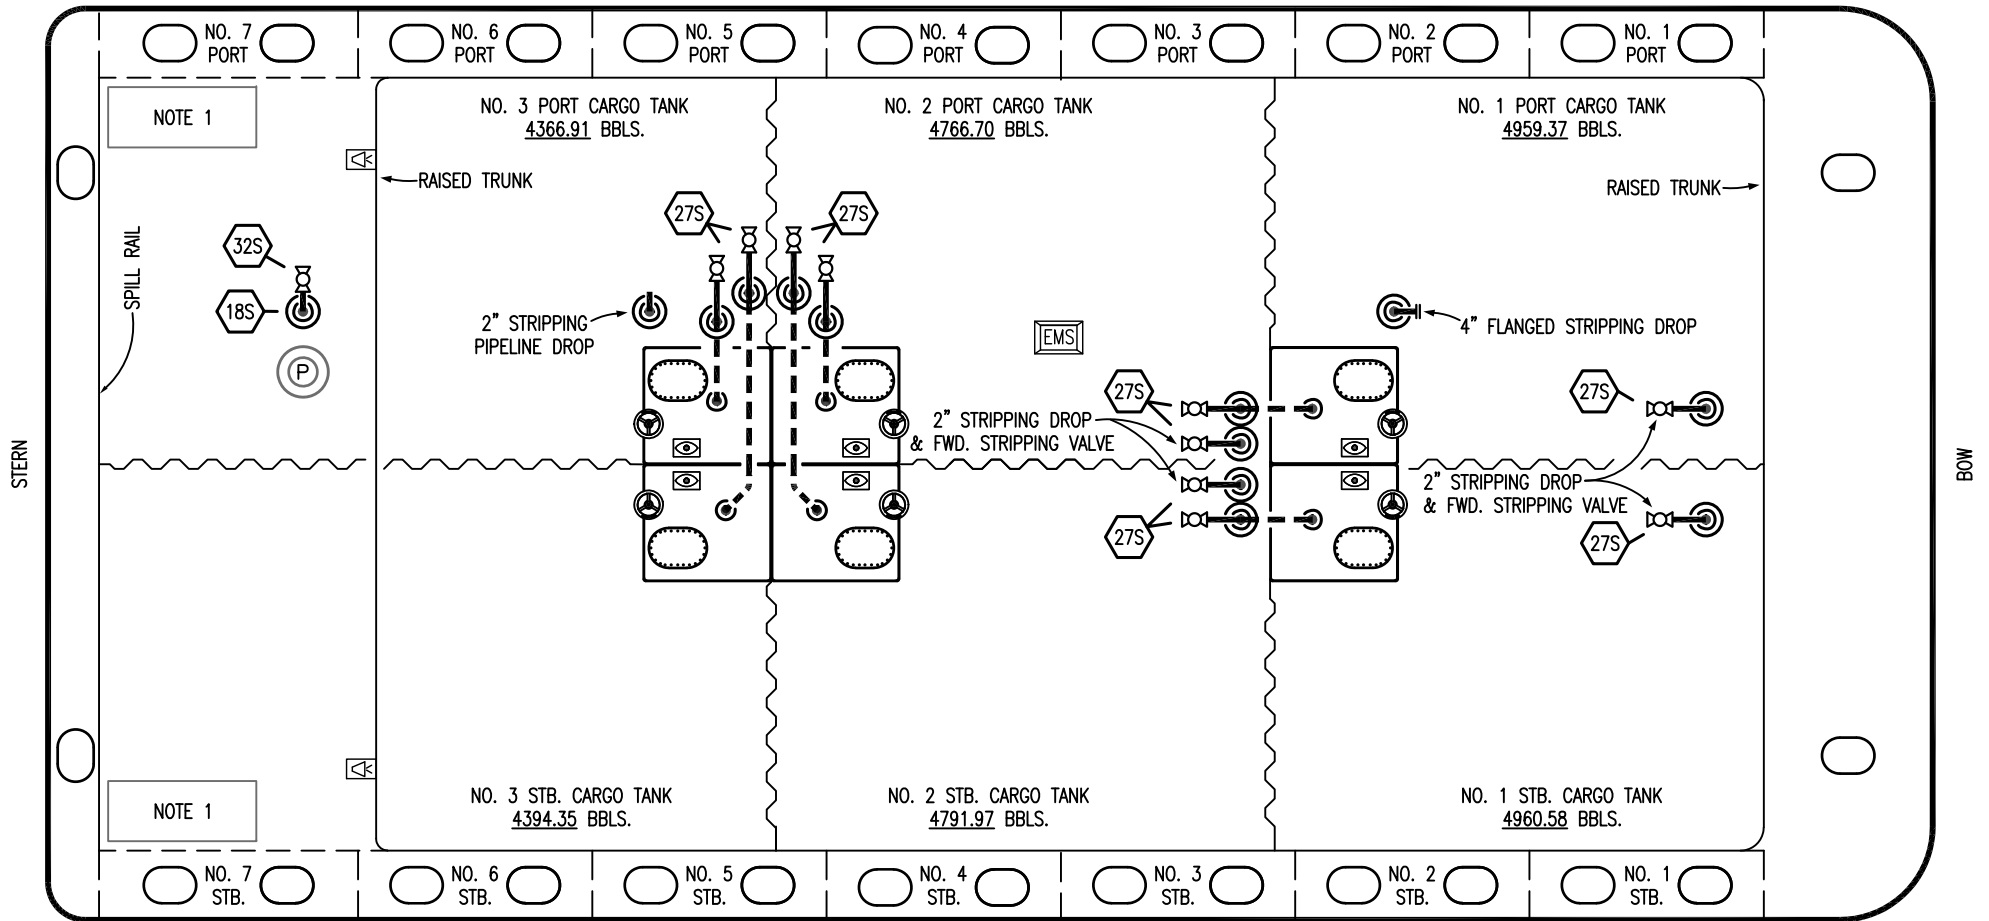 NO. 7
PORT
NO. 6
PORT
NO. 5
PORT
NO. 4
PORT
NO. 3
PORT
NO. 2
PORT
NO. 1
PORT
NOTE 1
NO. 3 PORT CARGO TANK
4366.91 BBLS.
NO. 2 PORT CARGO TANK
4766.70 BBLS.
NO. 1 PORT CARGO TANK
4959.37 BBLS.
RAISED TRUNK
RAISED TRUNK
27S
27S
32S
18S
SPILL RAIL
2” STRIPPING
PIPELINE DROP
EMS
4” FLANGED STRIPPING DROP
P
27S
27S
2” STRIPPING DROP
& FWD. STRIPPING VALVE
STERN
BOW
2” STRIPPING DROP
& FWD. STRIPPING VALVE
27S
27S
NOTE 1
NO. 3 STB. CARGO TANK
4394.35 BBLS.
NO. 2 STB. CARGO TANK
4791.97 BBLS.
NO. 1 STB. CARGO TANK
4960.58 BBLS.
NO. 7
STB.
NO. 6
STB.
NO. 5
STB.
NO. 4
STB.
NO. 3
STB.
NO. 2
STB.
NO. 1
STB.